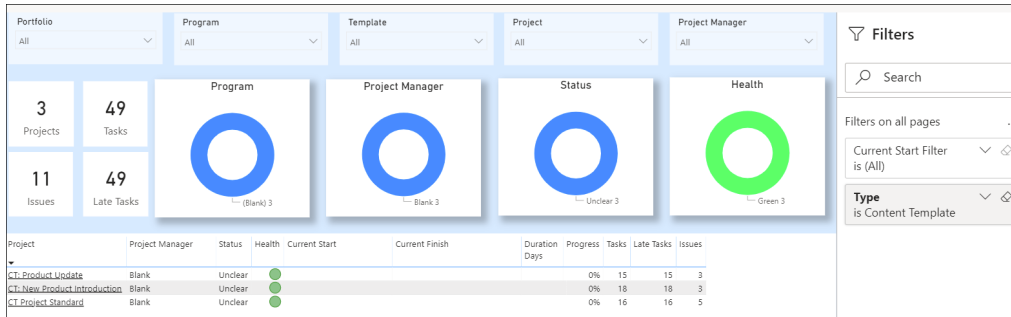 Portfolio
All
Program
All
Template
All
Project
All
Project Manager
All
3
Projects
49
Tasks
11
Issues
49
Late Tasks
Program
(Blank) 3
Project Manager
Blank 3
Status
Unclear 3
Health
Green 3
Project Project Manager Status Health Current Start Current Finish Duration Days Progress Tasks Late Tasks Issues
CT: Product Update Blank Unclear 0% 15 15 3
CT: New Product Introduction Blank Unclear 0% 18 18 3
CT Project Standard Blank Unclear 0% 16 16 5
Filters
Search
Filters on all pages
Current Start Filter
is (All)
Type
is Content Template